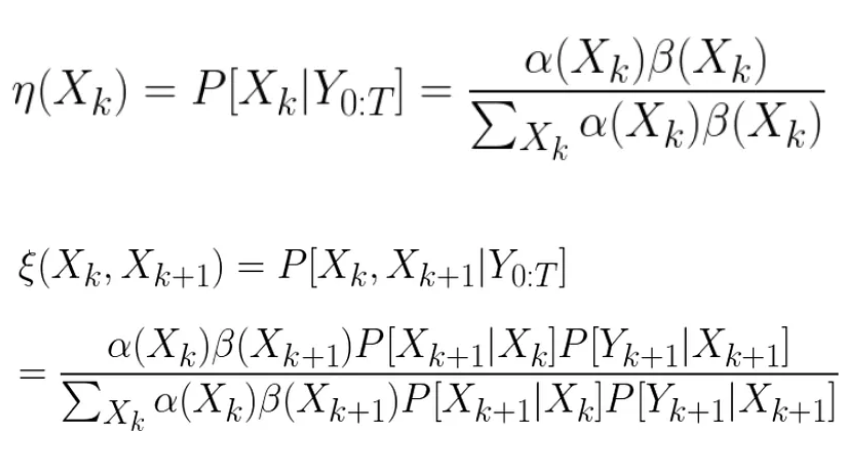 η(X_k) = P[X_k|Y_{0:T}] = \frac{α(X_k)β(X_k)}{∑_{X_k} α(X_k)β(X_k)}
ξ(X_k, X_{k+1}) = P[X_k, X_{k+1}|Y_{0:T}]
= \frac{α(X_k)β(X_{k+1})P[X_{k+1}|X_k]P[Y_{k+1}|X_{k+1}]}{∑_{X_k} α(X_k)β(X_{k+1})P[X_{k+1}|X_k]P[Y_{k+1}|X_{k+1}]}